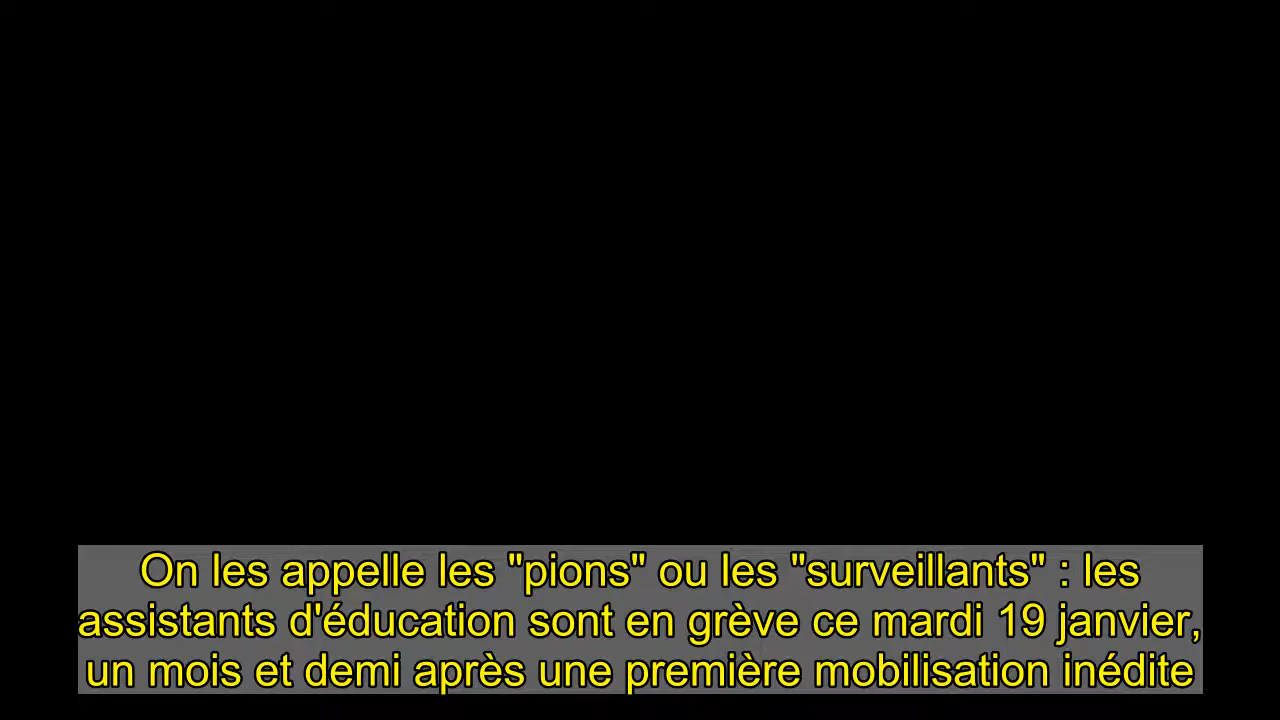 On les appelle les "pions" ou les "surveillants" : les
assistants d'éducation sont en grève ce mardi 19 janvier,
un mois et demi après une première mobilisation inédite